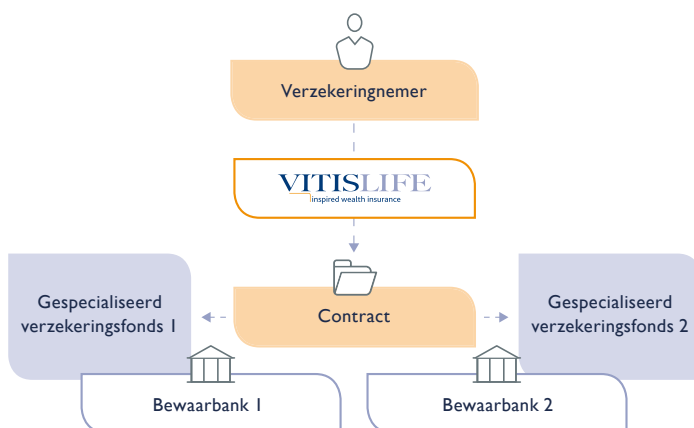 Verzekeringnemer
VITISLIFE
inspired wealth insurance
Gespecialiseerd
verzekeringsfonds 1
Contract
Gespecialiseerd
verzekeringsfonds 2
Bewaarbank 1
Bewaarbank 2